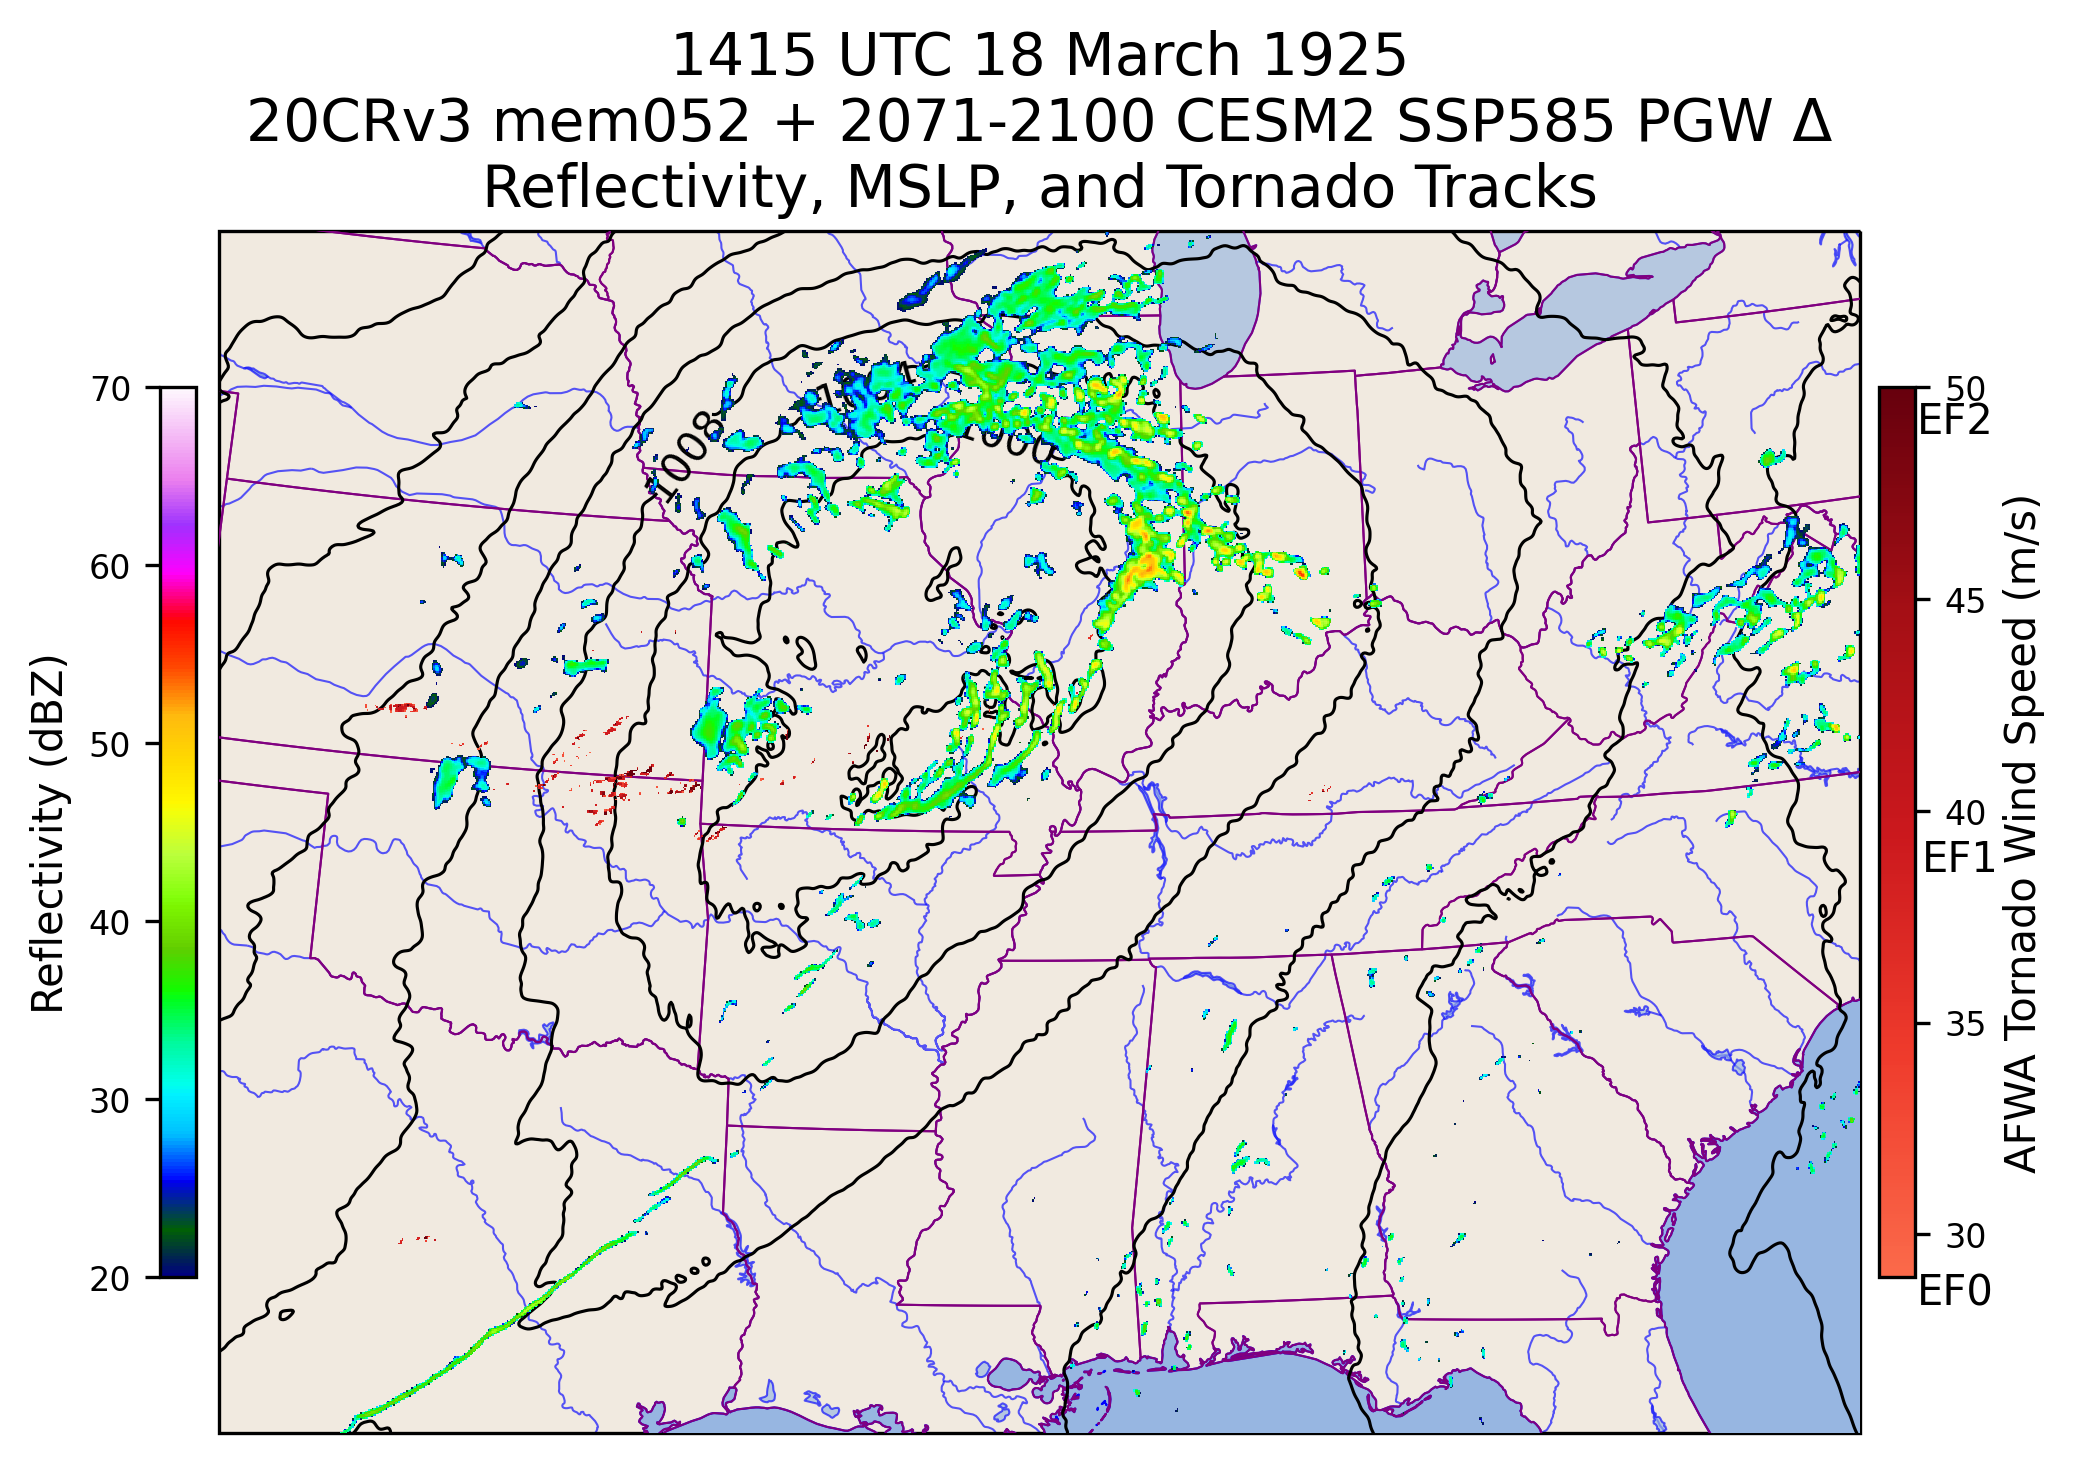 1415 UTC 18 March 1925
20CRv3 mem052 + 2071-2100 CESM2 SSP585 PGW Δ
Reflectivity, MSLP, and Tornado Tracks
70
60
50
40
30
20
Reflectivity (dBZ)
1008
50
EF2
45
40
EF1
35
30
EF0
AFWA Tornado Wind Speed (m/s)